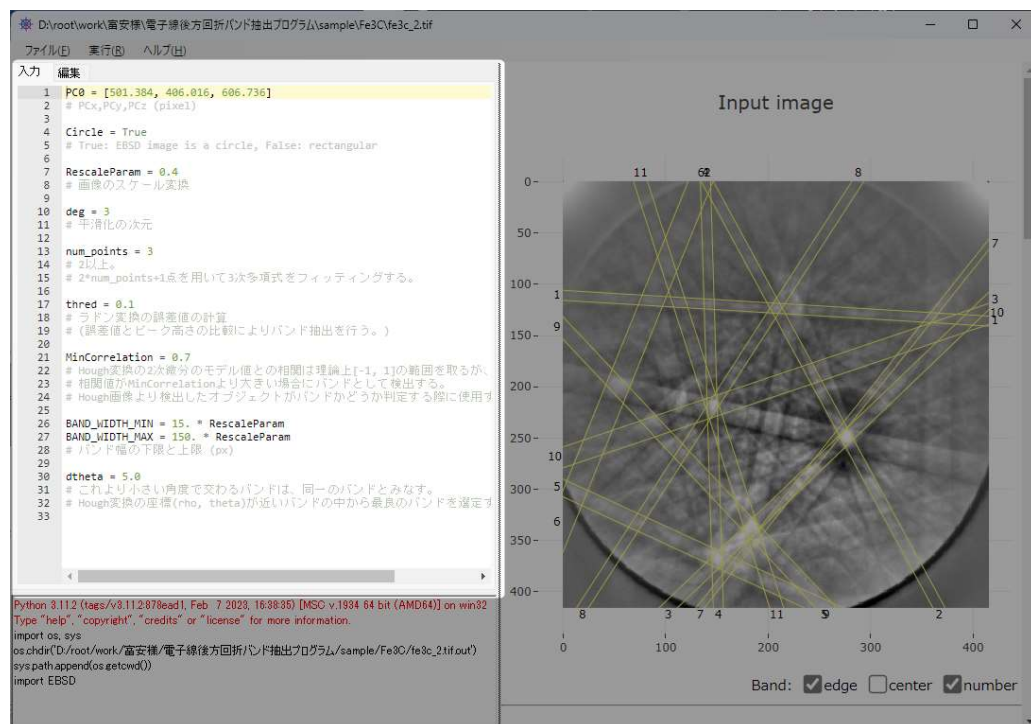 D:\root\work\富安様\電子線後方回折バンド抽出プログラム\sample\Fe3C\fe3c_2.tif
ファイル(F) 実行(R) ヘルプ(H)
入力 編集
1 PC0 = [501.384, 406.016, 606.736]
2 # PCx,PCy,PCz (pixel)
3
4 Circle = True
5 # True: EBSD image is a circle, False: rectangular
6
7 RescaleParam = 0.4
8 # 画像のスケール変換
9
10 deg = 3
11 # 平滑化の次元
12
13 num_points = 3
14 # 2以上。
15 # 2*num_points+1点を用いて3次多項式をフィッティングする。
16
17 thred = 0.1
18 # ラドン変換の誤差値の計算
19 # (誤差値とピーク高さの比較によりバンド抽出を行う。)
20
21 MinCorrelation = 0.7
22 # Hough変換の2次微分のモデル値との相関は理論上[-1, 1]の範囲を取るが、
23 # 相関値がMinCorrelationより大きい場合にバンドとして検出する。
24 # Hough画像より検出したオブジェクトがバンドかどうか判定する際に使用す
25
26 BAND_WIDTH_MIN = 15. * RescaleParam
27 BAND_WIDTH_MAX = 150. * RescaleParam
28 # バンド幅の下限と上限 (px)
29
30 dtheta = 5.0
31 # これより小さい角度で交わるバンドは、同一のバンドとみなす。
32 # Hough変換の座標(rho, theta)が近いバンドの中から最良のバンドを選定す
33
Python 3.11.2 (tags/v3.11.2:878ead1, Feb 7 2023, 16:38:35) [MSC v.1934 64 bit (AMD64)] on win32
Type "help", "copyright", "credits" or "license" for more information.
import os, sys
os.chdir('D:/root/work/富安様/電子線後方回折バンド抽出プログラム/sample/Fe3C/fe3c_2.tif.out')
sys.path.append(os.getcwd())
import EBSD
Input image
11 8
0
7
50
100
1 3
10
1
9
150
200
250
10
5
300
6
350
400
8 3 7 4 11 2
0 100 200 300 400
Band: edge center number